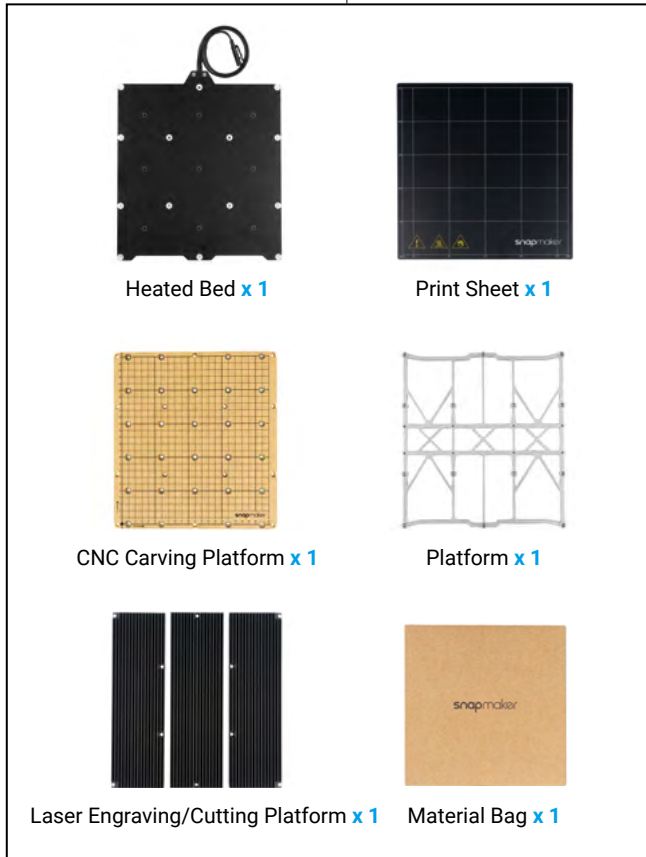 snapmaker
Heated Bed x 1
Print Sheet x 1
snapmaker
CNC Carving Platform x 1
Platform x 1
snapmaker
Laser Engraving/Cutting Platform x 1
Material Bag x 1